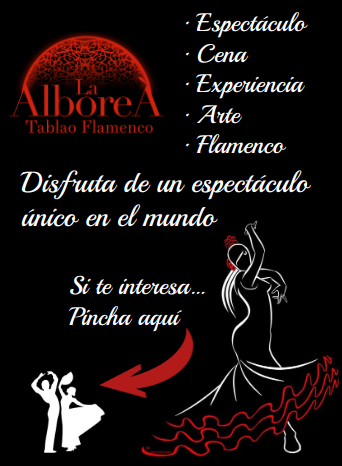 La
AlboreA
Tablao Flamenco
· Espectáculo
· Cena
· Experiencia
· Arte
· Flamenco
Disfruta de un espectáculo
único en el mundo
Si te interesa...
Pincha aquí